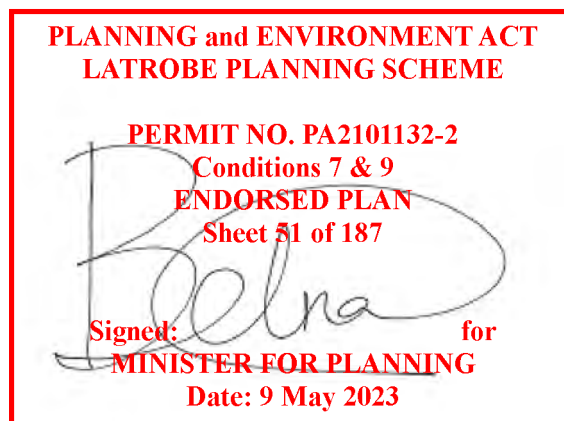 PLANNING and ENVIRONMENT ACT
LATROBE PLANNING SCHEME
PERMIT NO. PA2101132-2
Conditions 7 & 9
ENDORSED PLAN
Sheet 51 of 187
Signed: for
MINISTER FOR PLANNING
Date: 9 May 2023